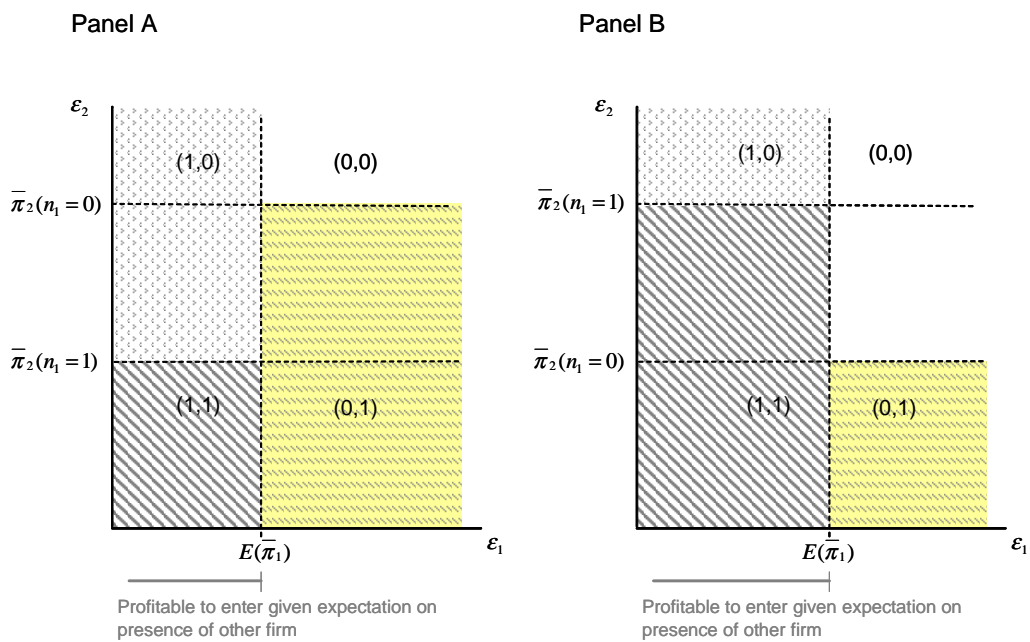 Panel A
ε2
(1,0)
(0,0)
π̅2(n1 = 0)
π̅2(n1 = 1)
(1,1)
(0,1)
E(π̅1)
ε1
Profitable to enter given expectation on
presence of other firm
Panel B
ε2
(1,0)
(0,0)
π̅2(n1 = 1)
π̅2(n1 = 0)
(1,1)
(0,1)
E(π̅1)
ε1
Profitable to enter given expectation on
presence of other firm